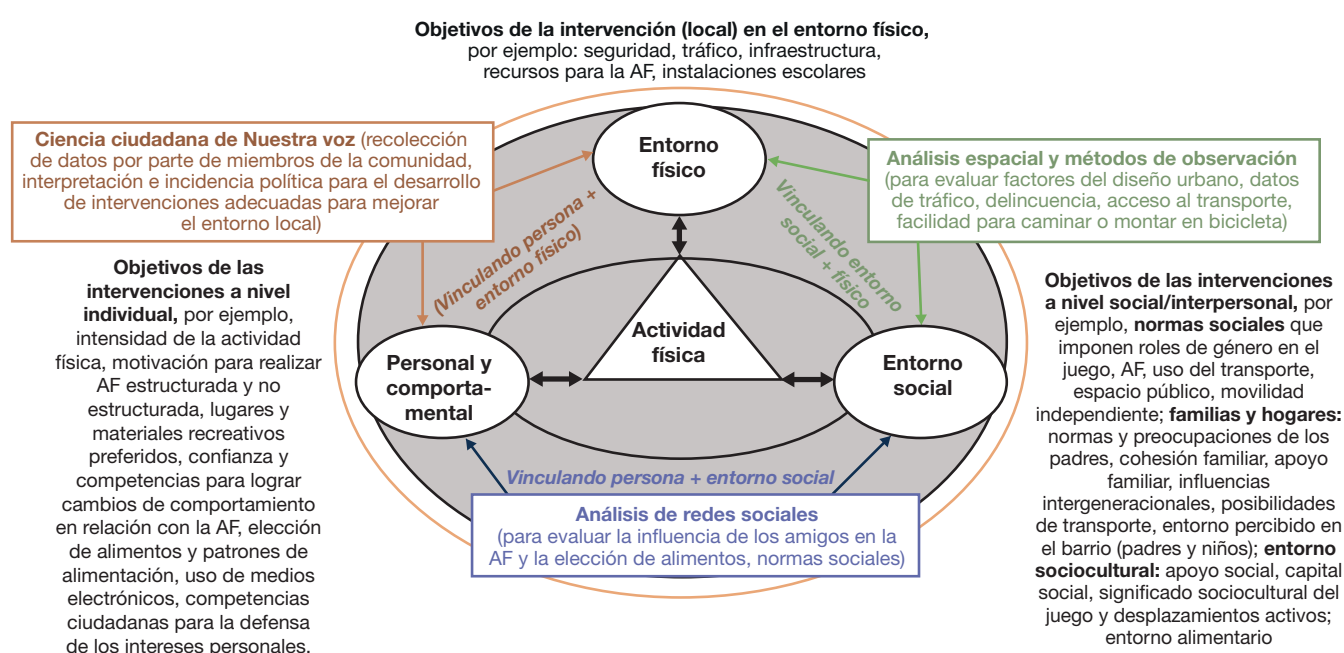 Objetivos de la intervención (local) en el entorno físico,
por ejemplo: seguridad, tráfico, infraestructura,
recursos para la AF, instalaciones escolares
Ciencia ciudadana de Nuestra voz (recolección
de datos por parte de miembros de la comunidad,
interpretación e incidencia política para el desarrollo
de intervenciones adecuadas para mejorar
el entorno local)
Entorno
físico
Análisis espacial y métodos de observación
(para evaluar factores del diseño urbano, datos
de tráfico, delincuencia, acceso al transporte,
facilidad para caminar o montar en bicicleta)
(Vinculando persona +
entorno físico)
Vinculando entorno
social + físico
Objetivos de las
intervenciones a nivel
individual, por ejemplo,
intensidad de la actividad
física, motivación para realizar
AF estructurada y no
estructurada, lugares y
materiales recreativos
preferidos, confianza y
competencias para lograr
cambios de comportamiento
en relación con la AF, elección
de alimentos y patrones de
alimentación, uso de medios
electrónicos, competencias
ciudadanas para la defensa
de los intereses personales.
Personal y
comporta-
mental
Actividad
física
Entorno
social
Objetivos de las intervenciones
a nivel social/interpersonal, por
ejemplo, normas sociales que
imponen roles de género en el
juego, AF, uso del transporte,
espacio público, movilidad
independiente; familias y hogares:
normas y preocupaciones de los
padres, cohesión familiar, apoyo
familiar, influencias
intergeneracionales, posibilidades
de transporte, entorno percibido en
el barrio (padres y niños); entorno
sociocultural: apoyo social, capital
social, significado sociocultural del
juego y desplazamientos activos;
entorno alimentario
Vinculando persona + entorno social
Análisis de redes sociales
(para evaluar la influencia de los amigos en la
AF y la elección de alimentos, normas sociales)